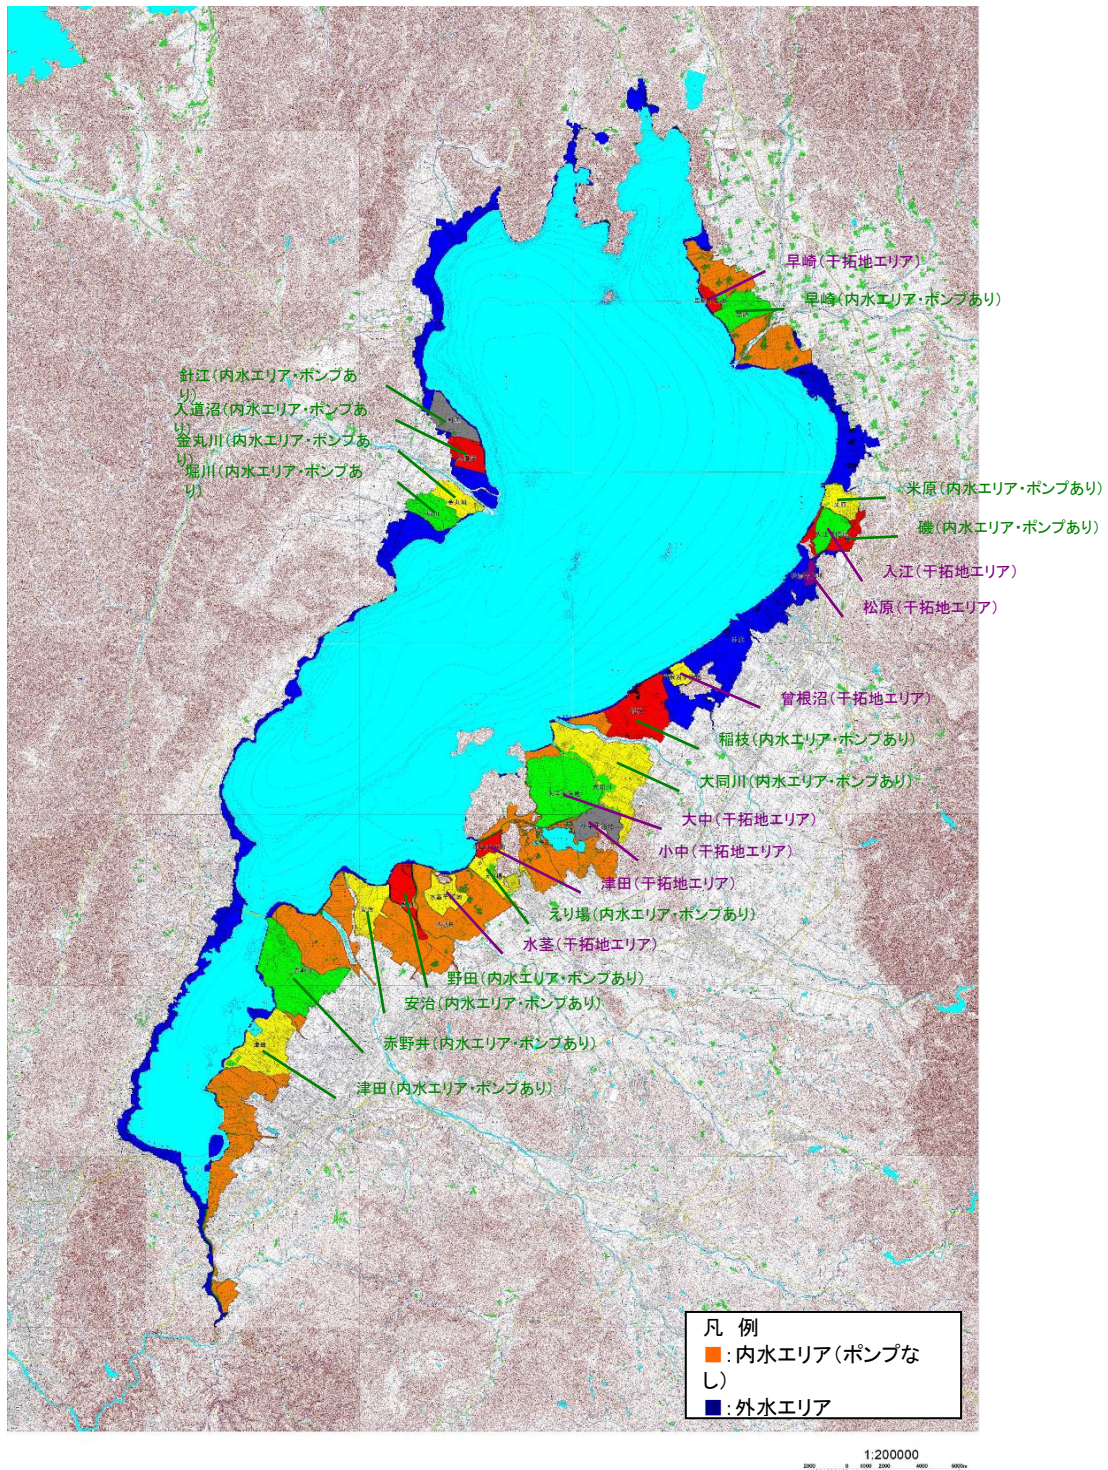 早崎(干拓地エリア)
早崎(内水エリア・ポンプあり)
針江(内水エリア・ポンプあ
り)
入道沼(内水エリア・ポンプあ
り)
金丸川(内水エリア・ポンプあ
り)
堀川(内水エリア・ポンプあ
り)
米原(内水エリア・ポンプあり)
磯(内水エリア・ポンプあり)
入江(干拓地エリア)
松原(干拓地エリア)
曾根沼(干拓地エリア)
稲枝(内水エリア・ポンプあり)
大同川(内水エリア・ポンプあり)
大中(干拓地エリア)
小中(干拓地エリア)
津田(干拓地エリア)
えり場(内水エリア・ポンプあり)
水茎(干拓地エリア)
野田(内水エリア・ポンプあり)
安治(内水エリア・ポンプあり)
赤野井(内水エリア・ポンプあり)
津田(内水エリア・ポンプあり)
凡 例
■:内水エリア(ポンプな
し)
■:外水エリア
1:200000